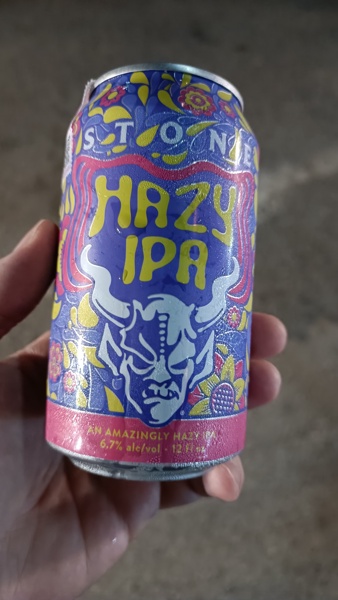 STONE
HAZY
IPA
AN AMAZINGLY HAZY IPA
6.7% alc/vol • 12 fl oz